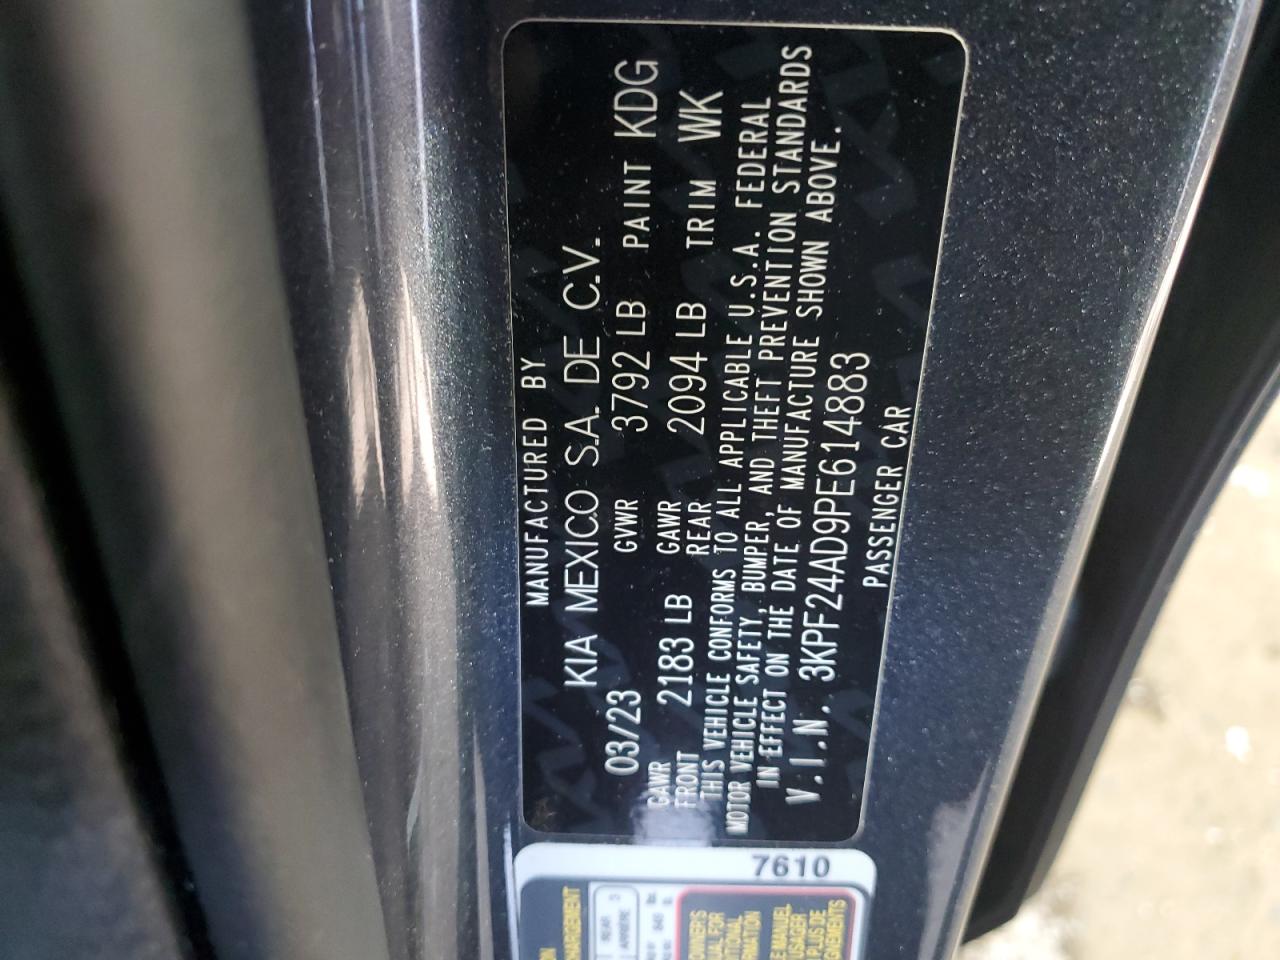 MANUFACTURED BY
KIA MEXICO S.A. DE C.V.
03/23 GVWR 3792 LB PAINT KDG
GAWR FRONT 2183 LB GAWR REAR 2094 LB TRIM WK
THIS VEHICLE CONFORMS TO ALL APPLICABLE U.S.A. FEDERAL
MOTOR VEHICLE SAFETY, BUMPER, AND THEFT PREVENTION STANDARDS
IN EFFECT ON THE DATE OF MANUFACTURE SHOWN ABOVE.
V.I.N. 3KPF24AD9PE614883
PASSENGER CAR
7610
REAR